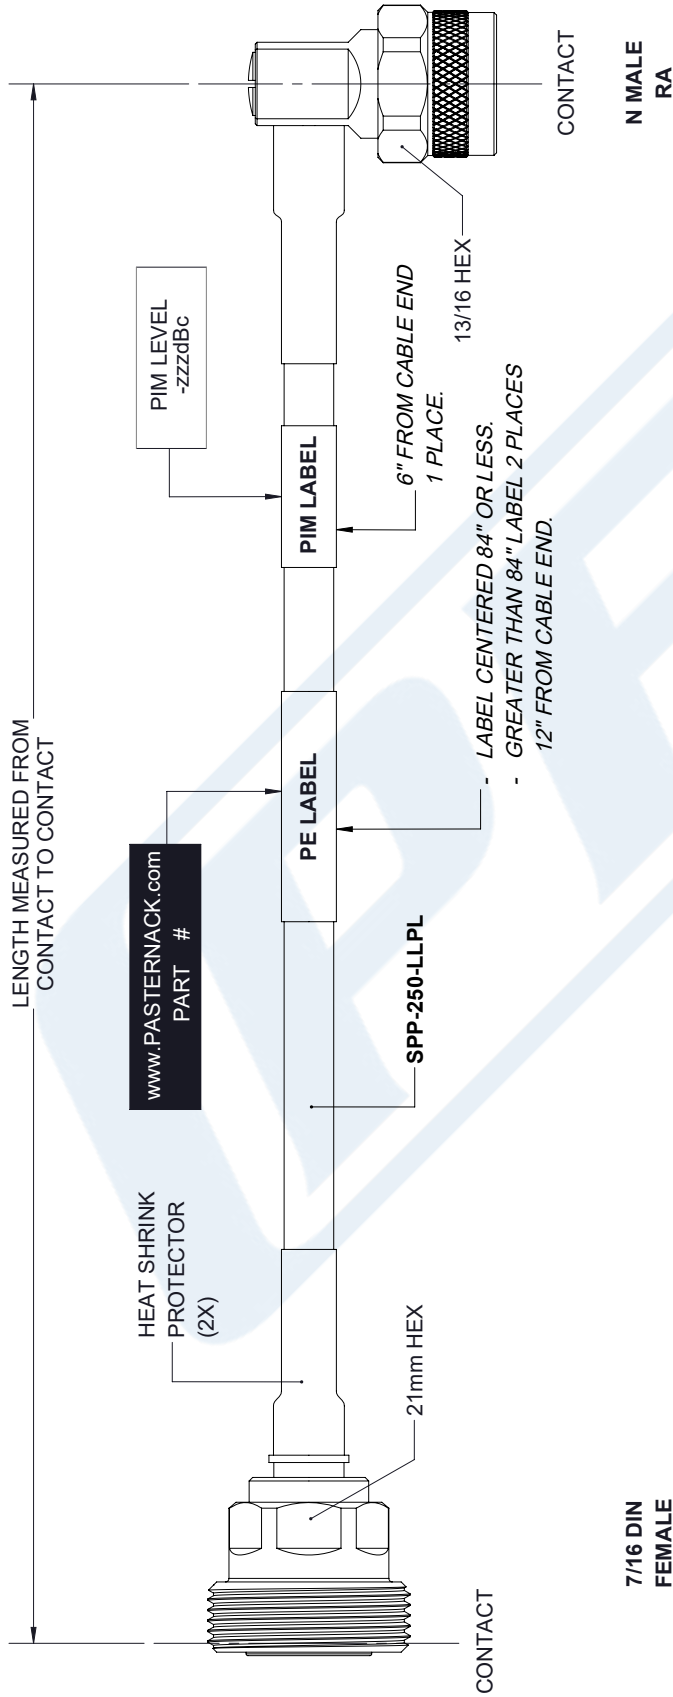 LENGTH MEASURED FROM
CONTACT TO CONTACT
HEAT SHRINK
PROTECTOR
(2X)
www.PASTERNACK.com
PART #
PIM LEVEL
-zzzdBc
PE LABEL
PIM LABEL
21mm HEX
SPP-250-LLPL
- LABEL CENTERED 84" OR LESS.
- GREATER THAN 84" LABEL 2 PLACES
12" FROM CABLE END.
6" FROM CABLE END
1 PLACE.
13/16 HEX
CONTACT
CONTACT
7/16 DIN
FEMALE
N MALE
RA